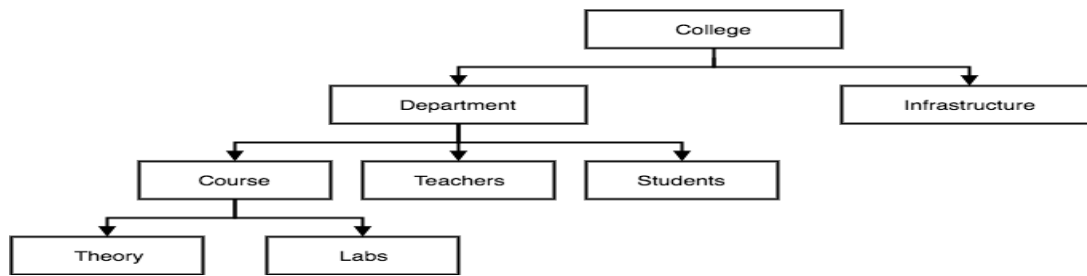 College
Department
Infrastructure
Course
Teachers
Students
Theory
Labs